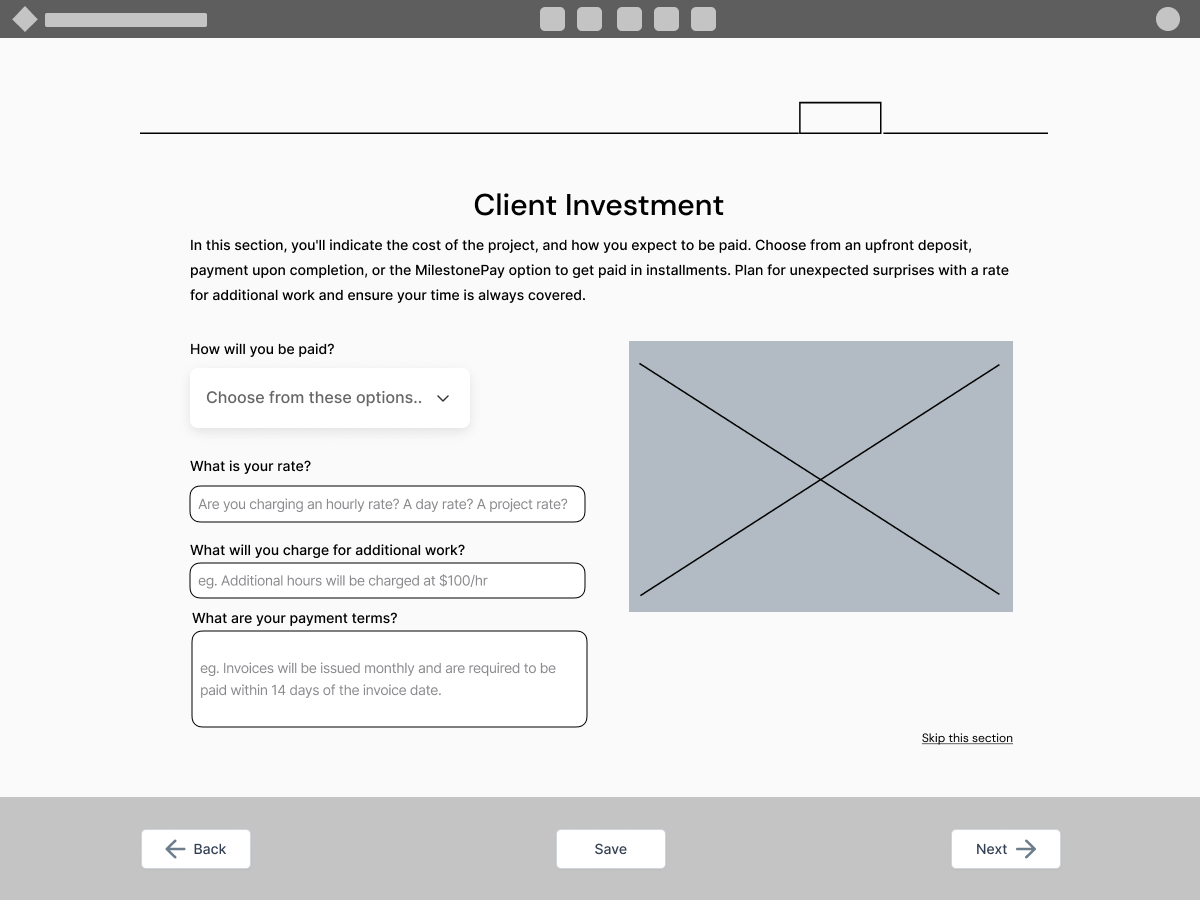 Client Investment
In this section, you'll indicate the cost of the project, and how you expect to be paid. Choose from an upfront deposit,
payment upon completion, or the MilestonePay option to get paid in installments. Plan for unexpected surprises with a rate
for additional work and ensure your time is always covered.
How will you be paid?
Choose from these options..
What is your rate?
Are you charging an hourly rate? A day rate? A project rate?
What will you charge for additional work?
eg. Additional hours will be charged at $100/hr
What are your payment terms?
eg. Invoices will be issued monthly and are required to be
paid within 14 days of the invoice date.
Skip this section
Back
Save
Next